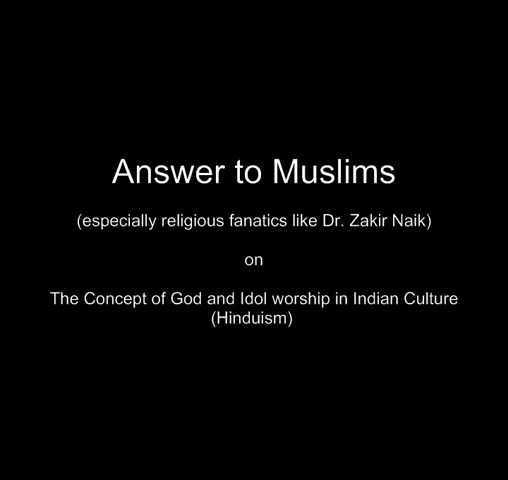 Answer to Muslims
(especially religious fanatics like Dr. Zakir Naik)
on
The Concept of God and Idol worship in Indian Culture
(Hinduism)